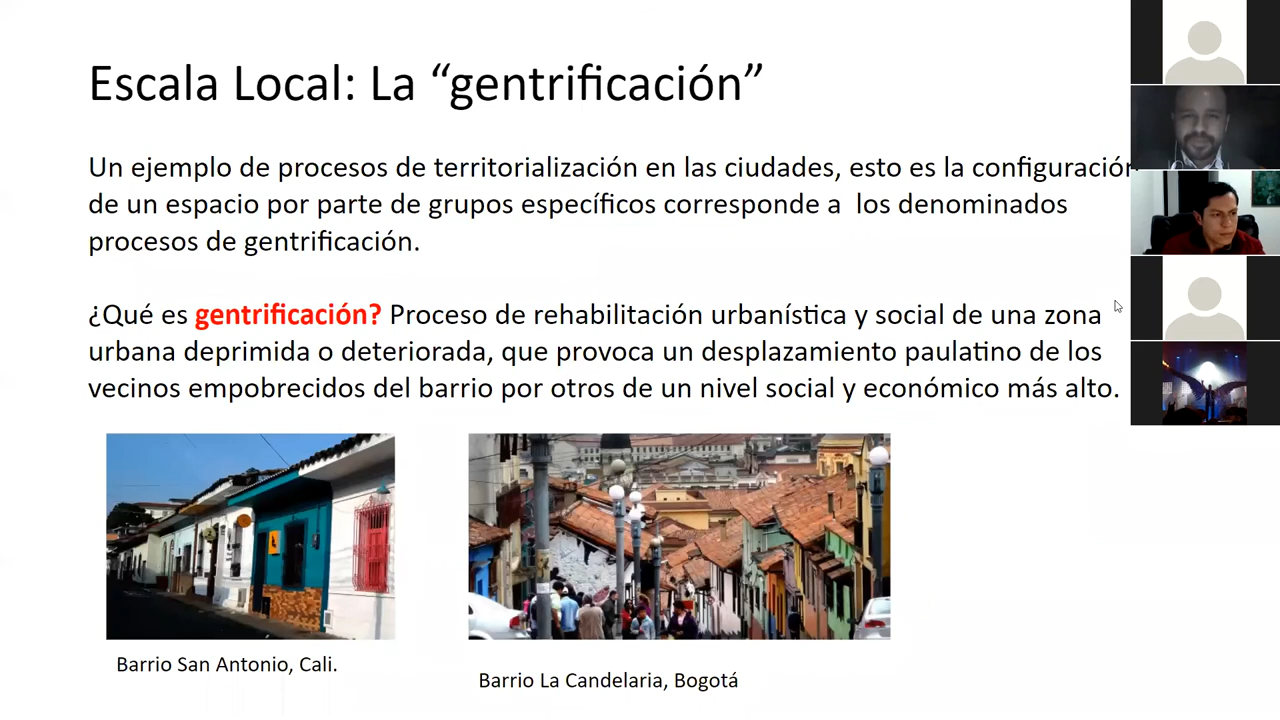 Escala Local: La “gentrificación”
Un ejemplo de procesos de territorialización en las ciudades, esto es la configuración
de un espacio por parte de grupos específicos corresponde a  los denominados
procesos de gentrificación.
¿Qué es gentrificación? Proceso de rehabilitación urbanística y social de una zona
urbana deprimida o deteriorada, que provoca un desplazamiento paulatino de los
vecinos empobrecidos del barrio por otros de un nivel social y económico más alto.
Barrio San Antonio, Cali.
Barrio La Candelaria, Bogotá